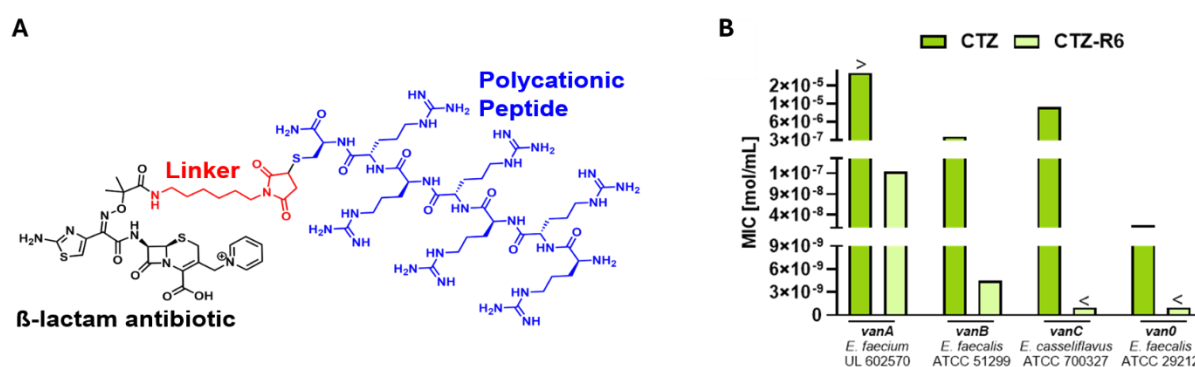 A
Polycationic
Peptide
Linker
ß-lactam antibiotic
H₂N
O
NH
S
HN
NH₂
N
OH
B
CTZ
CTZ-R6
MIC [mol/mL]
2×10⁻⁵
1×10⁻⁵
6×10⁻⁶
3×10⁻⁷
1×10⁻⁷
9×10⁻⁸
4×10⁻⁸
9×10⁻⁹
6×10⁻⁹
3×10⁻⁹
0
>
<
<
vanA vanB vanC van0
E. faecium E. faecalis E. casseliflavus E. faecalis
UL 602570 ATCC 51299 ATCC 700327 ATCC 29212